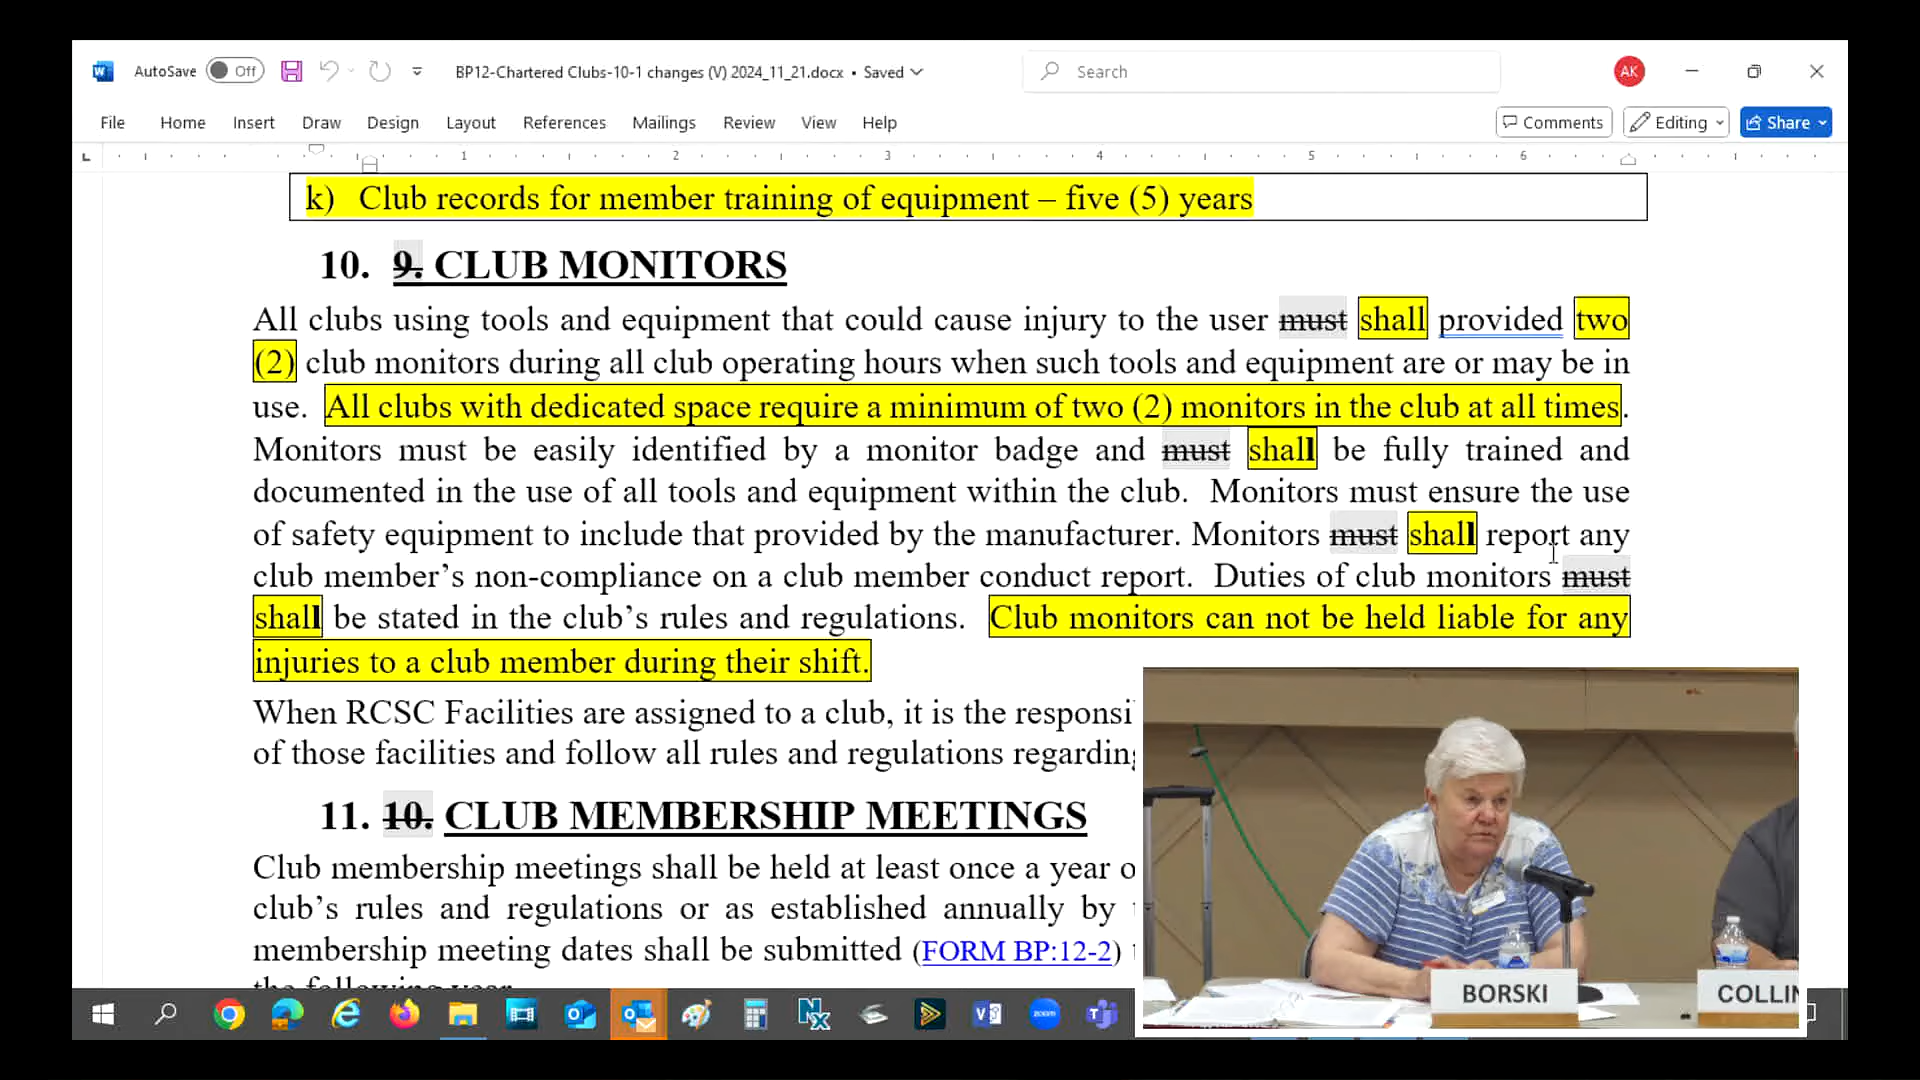 AutoSave Off BP12-Chartered Clubs-10-1 changes (V) 2024_11_21.docx • Saved Search AK
File Home Insert Draw Design Layout References Mailings Review View Help Comments Editing Share
1 2 3 4 5 6
k) Club records for member training of equipment – five (5) years
10. 9. CLUB MONITORS
All clubs using tools and equipment that could cause injury to the user must shall provided two
(2) club monitors during all club operating hours when such tools and equipment are or may be in
use. All clubs with dedicated space require a minimum of two (2) monitors in the club at all times.
Monitors must be easily identified by a monitor badge and must shall be fully trained and
documented in the use of all tools and equipment within the club. Monitors must ensure the use
of safety equipment to include that provided by the manufacturer. Monitors must shall report any
club member's non-compliance on a club member conduct report. Duties of club monitors must
shall be stated in the club's rules and regulations. Club monitors can not be held liable for any
injuries to a club member during their shift.
When RCSC Facilities are assigned to a club, it is the responsi
of those facilities and follow all rules and regulations regarding
11. 10. CLUB MEMBERSHIP MEETINGS
Club membership meetings shall be held at least once a year o
club's rules and regulations or as established annually by
membership meeting dates shall be submitted (FORM BP:12-2)
the following year
BORSKI
COLLIN
zoom